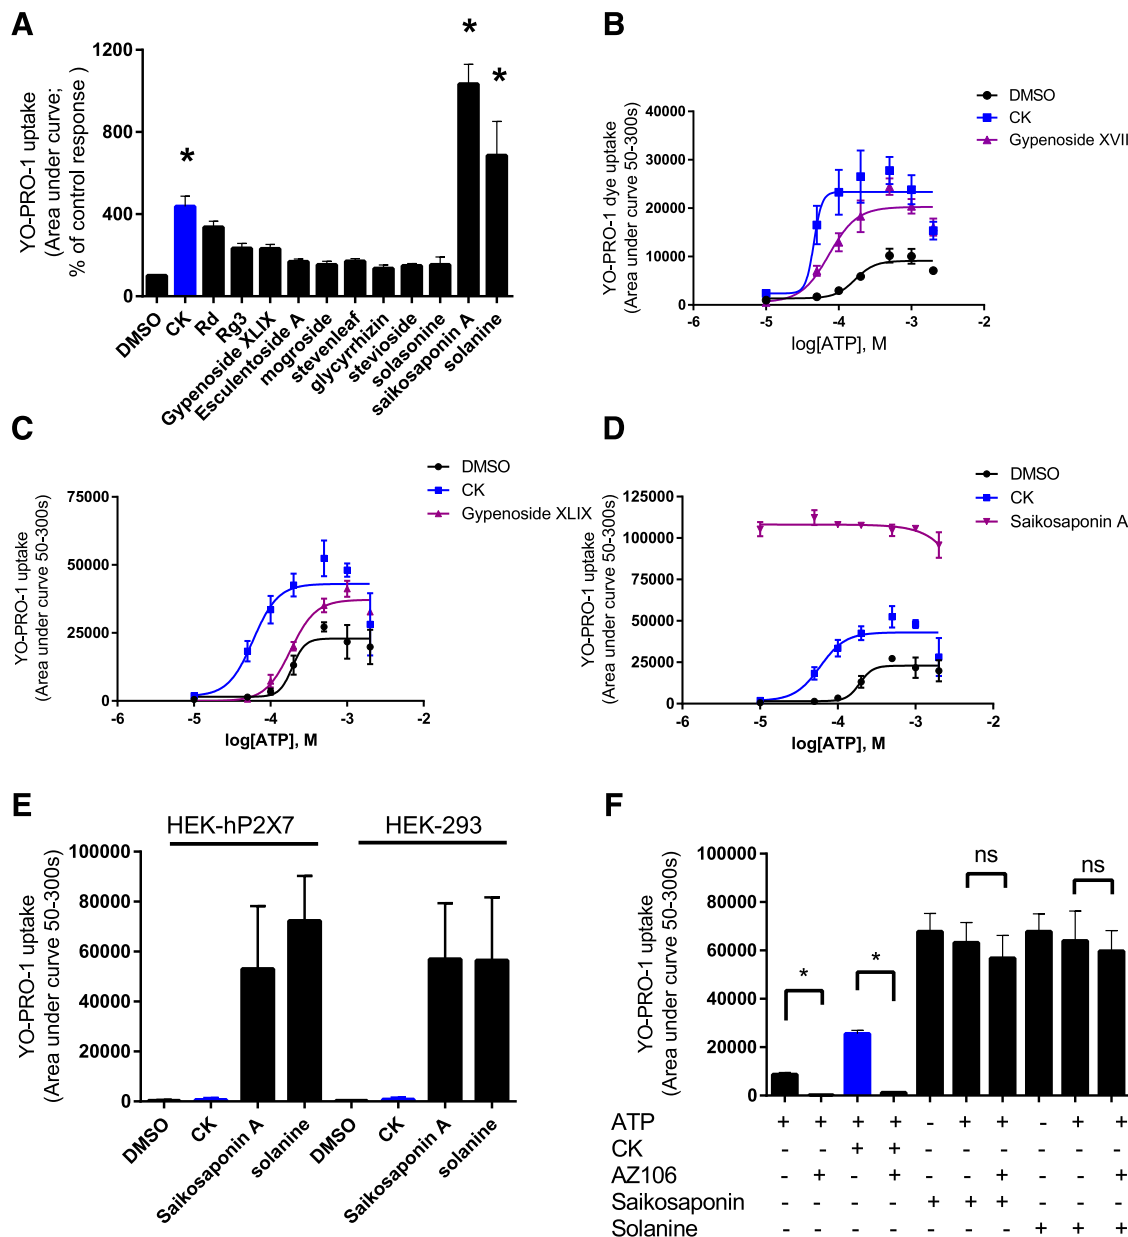 A
YO-PRO-1 uptake
(Area under curve;
% of control response )
1200
800
400
0
*
*
*
DMSO
CK
Rd
Rg3
Gypenoside XLIX
Esculentoside A
mogroside
stevenleaf
glycyrrhizin
stevioside
solasonine
saikosaponin A
solanine
B
DMSO
CK
Gypenoside XVII
YO-PRO-1 dye uptake
(Area under curve 50-300s)
40000
30000
20000
10000
0
-6 -5 -4 -3 -2
log[ATP], M
C
DMSO
CK
Gypenoside XLIX
YO-PRO-1 uptake
(Area under curve 50-300s)
75000
50000
25000
0
-6 -5 -4 -3 -2
log[ATP], M
D
DMSO
CK
Saikosaponin A
YO-PRO-1 uptake
(Area under curve 50-300s)
125000
100000
75000
50000
25000
0
-6 -5 -4 -3 -2
log[ATP], M
E
HEK-hP2X7 HEK-293
YO-PRO-1 uptake
(Area under curve 50-300s)
100000
80000
60000
40000
20000
0
DMSO
CK
Saikosaponin A
solanine
DMSO
CK
Saikosaponin A
solanine
F
YO-PRO-1 uptake
(Area under curve 50-300s)
100000
80000
60000
40000
20000
0
*
*
ns
ns
ATP + + + + - + + - + +
CK - - + + - - - - - -
AZ106 - + - + - - + - - +
Saikosaponin - - - - + + + - - -
Solanine - - - - - - - + + +